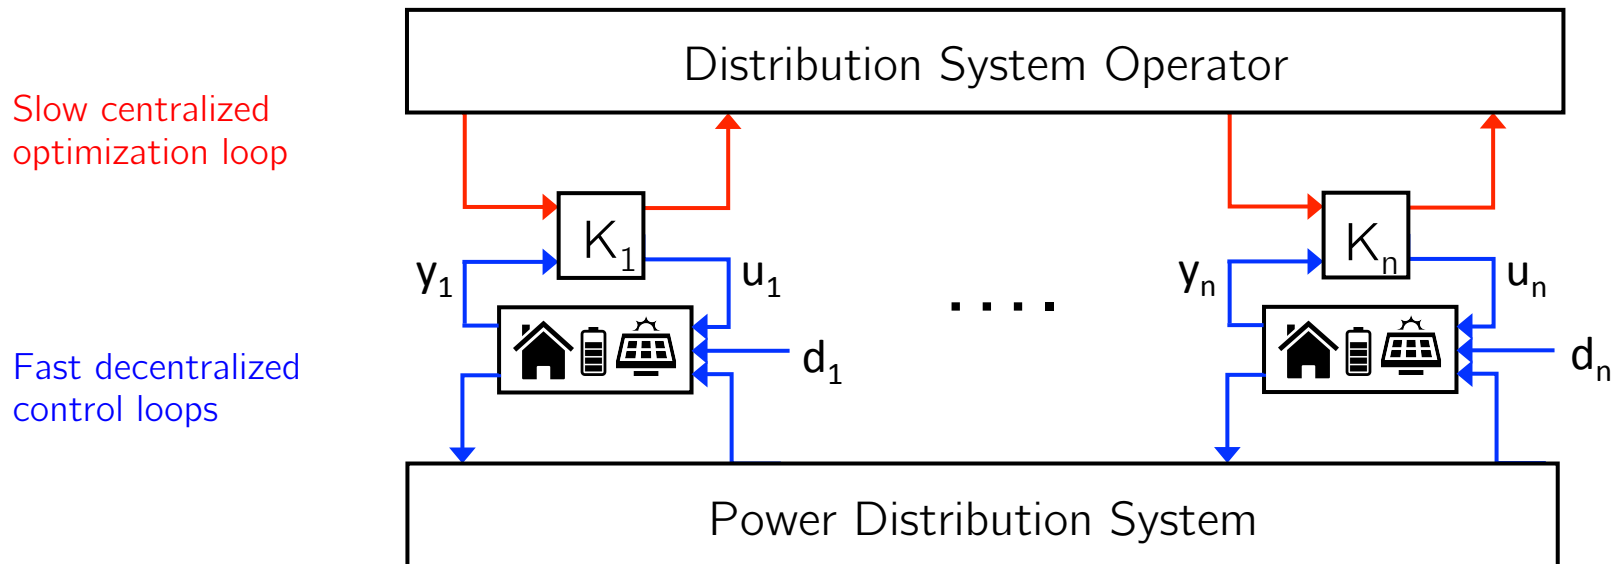 Distribution System Operator
Slow centralized
optimization loop
K₁
Kₙ
y₁
u₁
yₙ
uₙ
....
d₁
dₙ
Fast decentralized
control loops
Power Distribution System